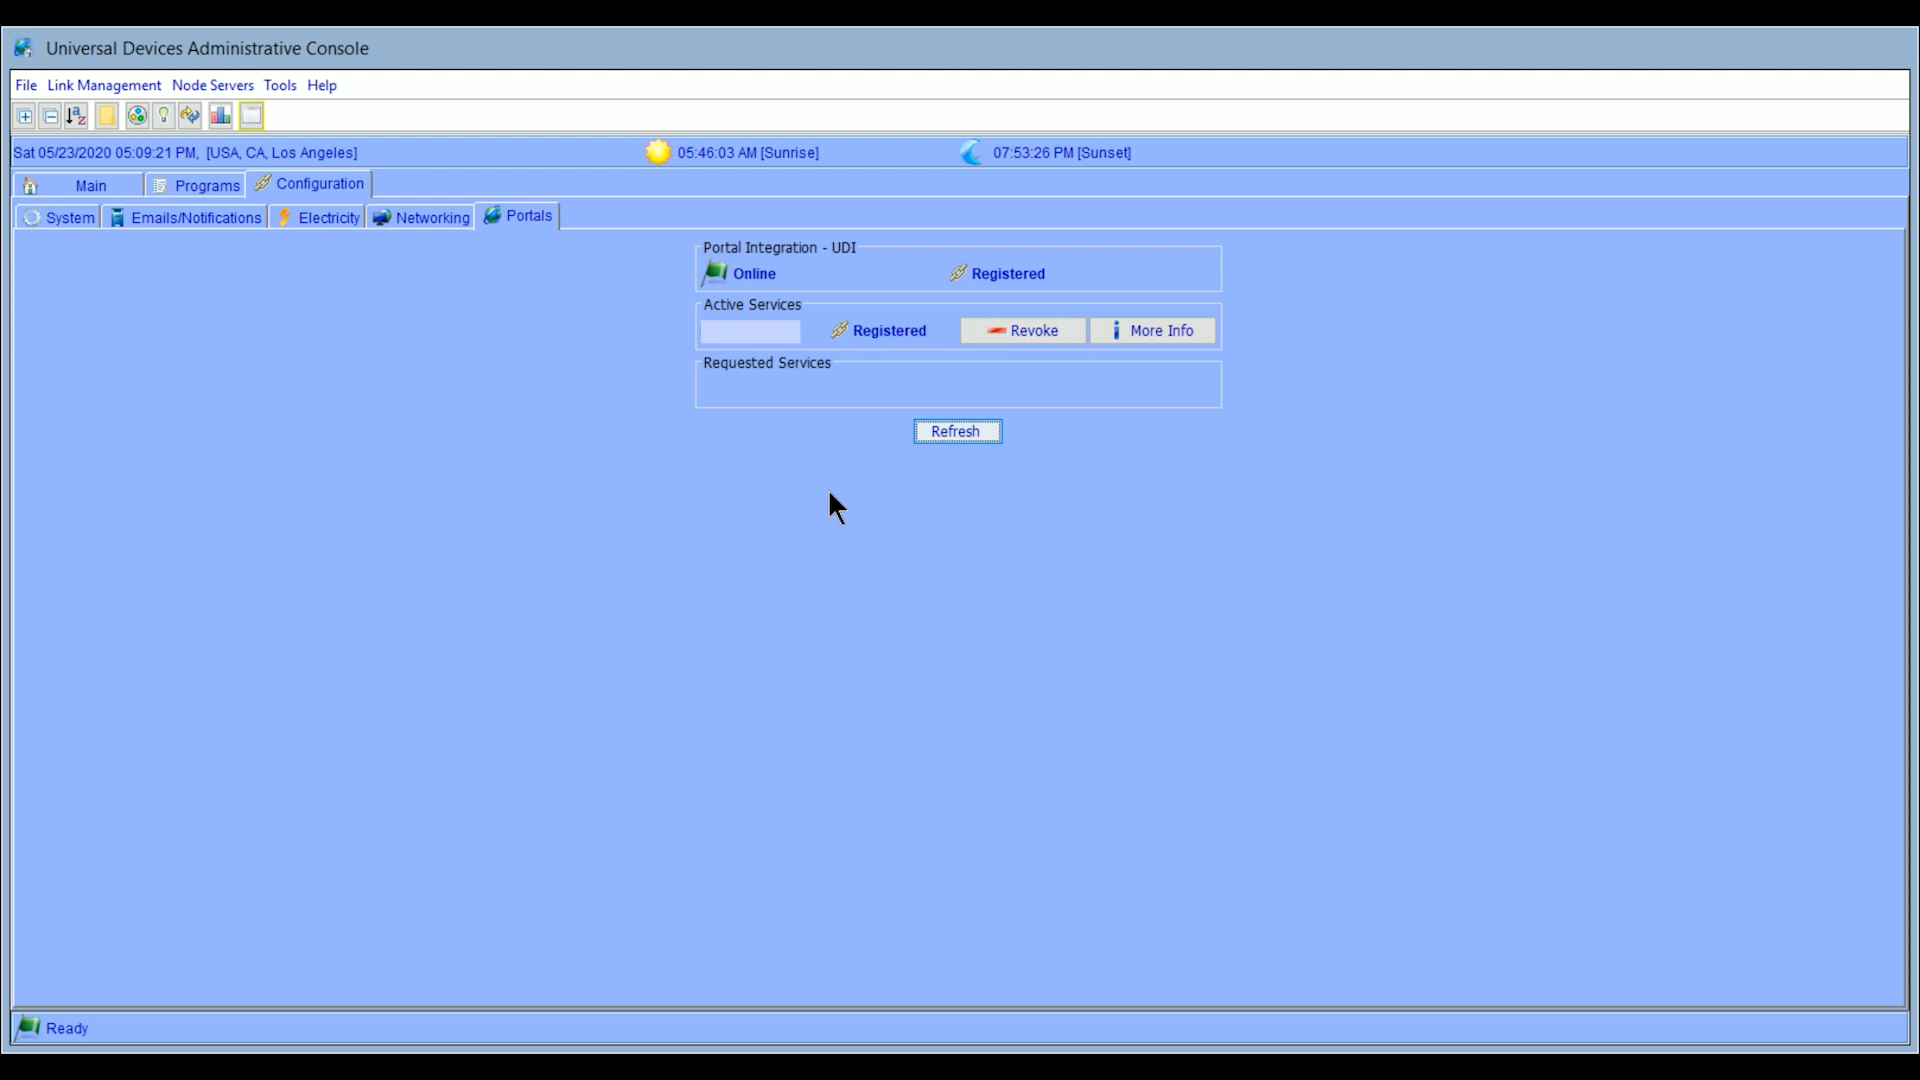 Universal Devices Administrative Console
File Link Management Node Servers Tools Help
Sat 05/23/2020 05:09:21 PM, [USA, CA, Los Angeles] 05:46:03 AM [Sunrise] 07:53:26 PM [Sunset]
Main Programs Configuration
System Emails/Notifications Electricity Networking Portals
Portal Integration - UDI
Online Registered
Active Services
Registered Revoke More Info
Requested Services
Refresh
Ready